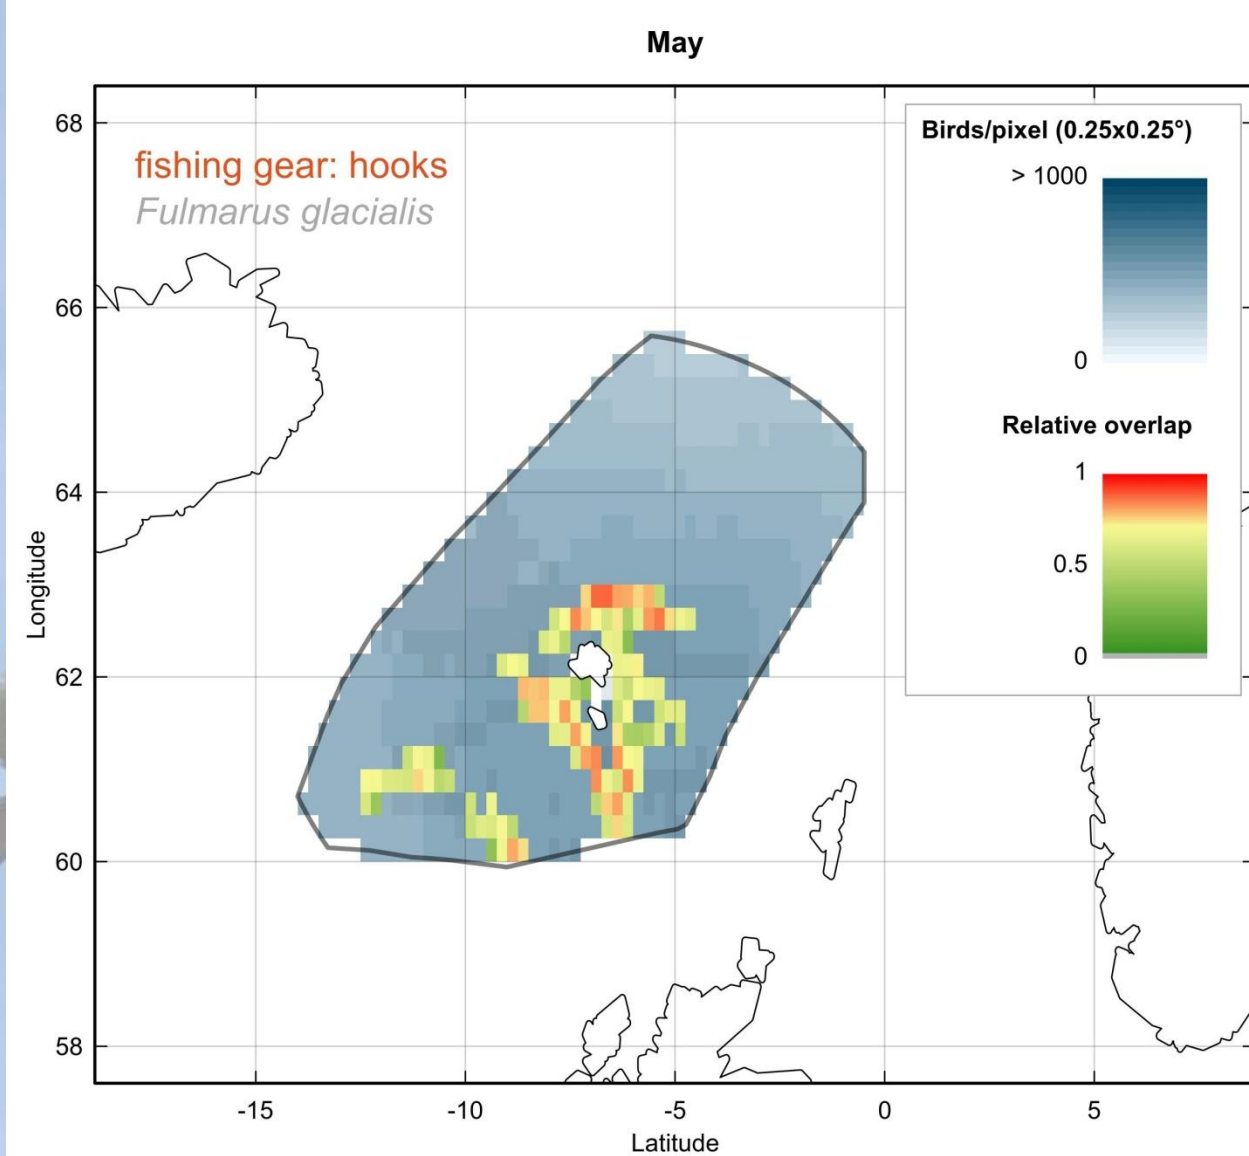 May
fishing gear: hooks
Fulmarus glacialis
Birds/pixel (0.25x0.25°)
> 1000
0
Relative overlap
1
0.5
0
68
66
64
62
60
58
Longitude
-15
-10
-5
0
5
Latitude